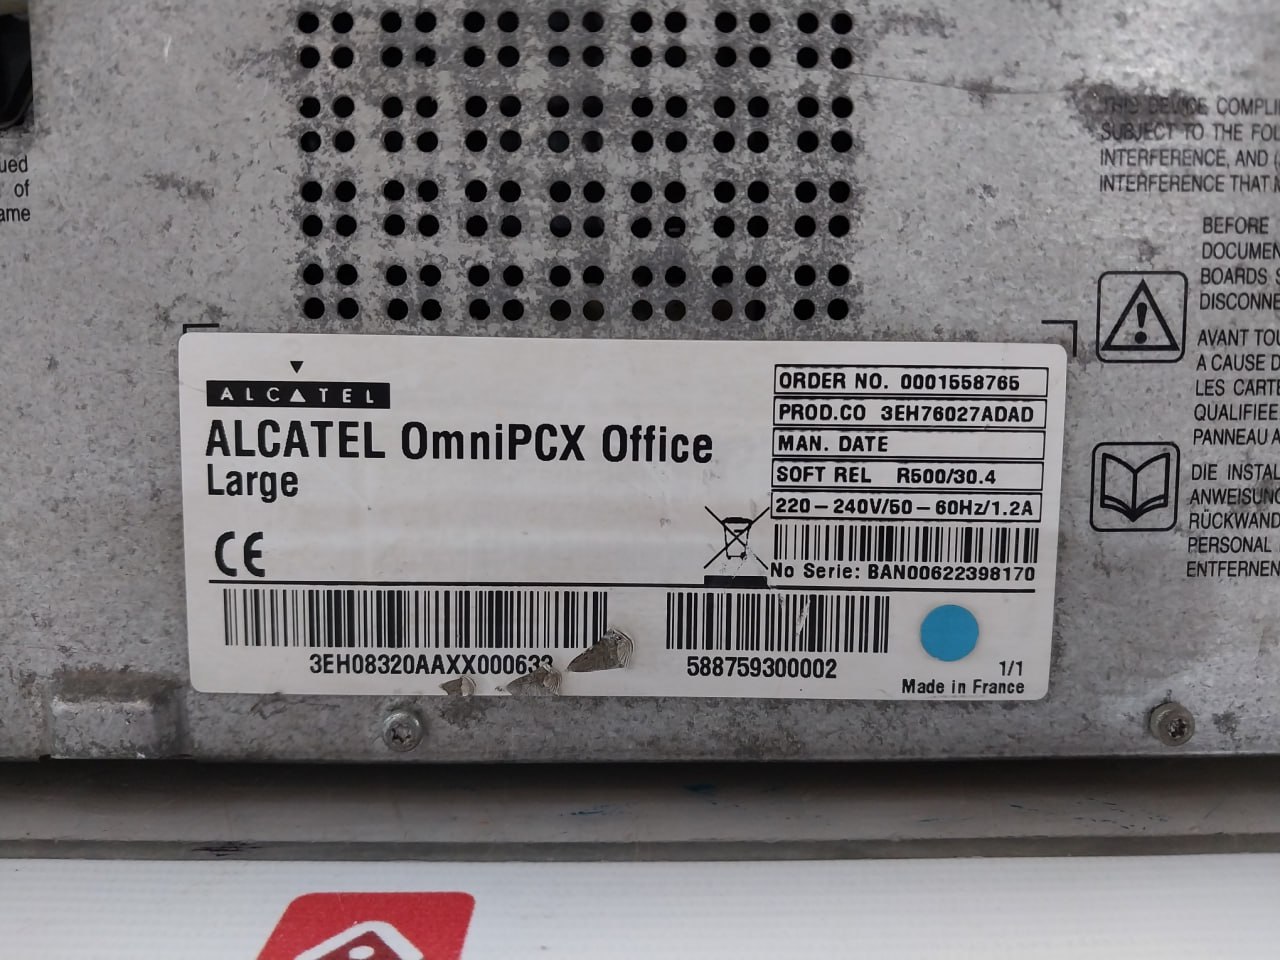 ued
of
ame
THIS DEVICE COMPLI
SUBJECT TO THE FO
INTERFERENCE, AND
INTERFERENCE THAT
BEFORE
DOCUMEN
BOARDS S
DISCONNE
AVANT TOU
A CAUSE D
LES CARTE
QUALIFIEE
PANNEAU A
DIE INSTAL
ANWEISUNG
RÜCKWAND
PERSONAL
ENTFERNEN
ALCATEL
ALCATEL OmniPCX Office
Large
CE
ORDER NO. 0001558765
PROD.CO 3EH76027ADAD
MAN. DATE
SOFT REL R500/30.4
220-240V/50-60Hz/1.2A
No Serie: BAN00622398170
3EH08320AAXX000633
588759300002
1/1
Made in France